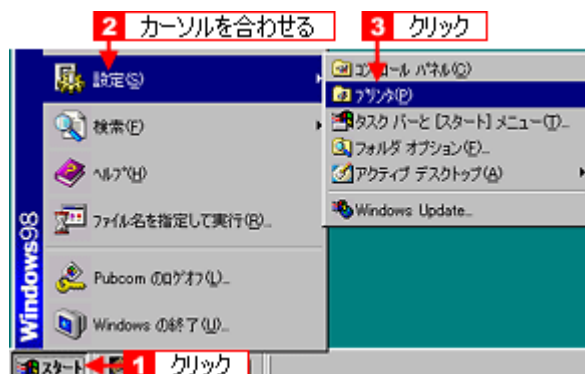 2 カーソルを合わせる
3 クリック
設定(S)
検索(F)
ヘルプ(H)
ファイル名を指定して実行(R)...
Pubcom のログオフ(L)...
Windows の終了(U)...
Windows98
コントロール パネル(C)
プリンタ(P)
タスク バーと [スタート] メニュー(T)...
フォルダ オプション(F)...
アクティブ デスクトップ(A)
Windows Update...
スタート
1 クリック